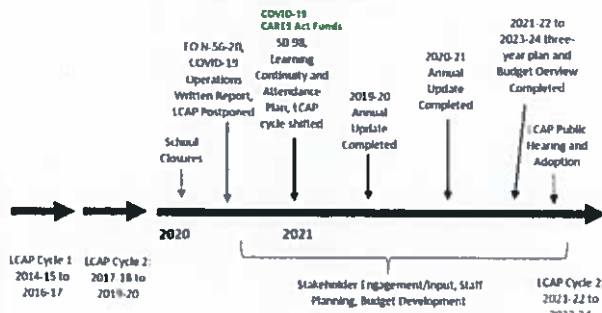 COVID-19
CARES Act Funds
SB 98,
Learning
Continuity and
Attendance
Plan, LCAP
cycle shifted
EO N-56-20,
COVID-19
Operations
Written Report,
LCAP Postponed
School
Closures
2019-20
Annual
Update
Completed
2020-21
Annual
Update
Completed
2021-22 to
2023-24 three-
year plan and
Budget Overview
Completed
LCAP Public
Hearing and
Adoption
2020
2021
LCAP Cycle 1
2014-15 to
2016-17
LCAP Cycle 2:
2017-18 to
2019-20
Stakeholder Engagement/Input, Staff
Planning, Budget Development
LCAP Cycle 2
2021-22 to